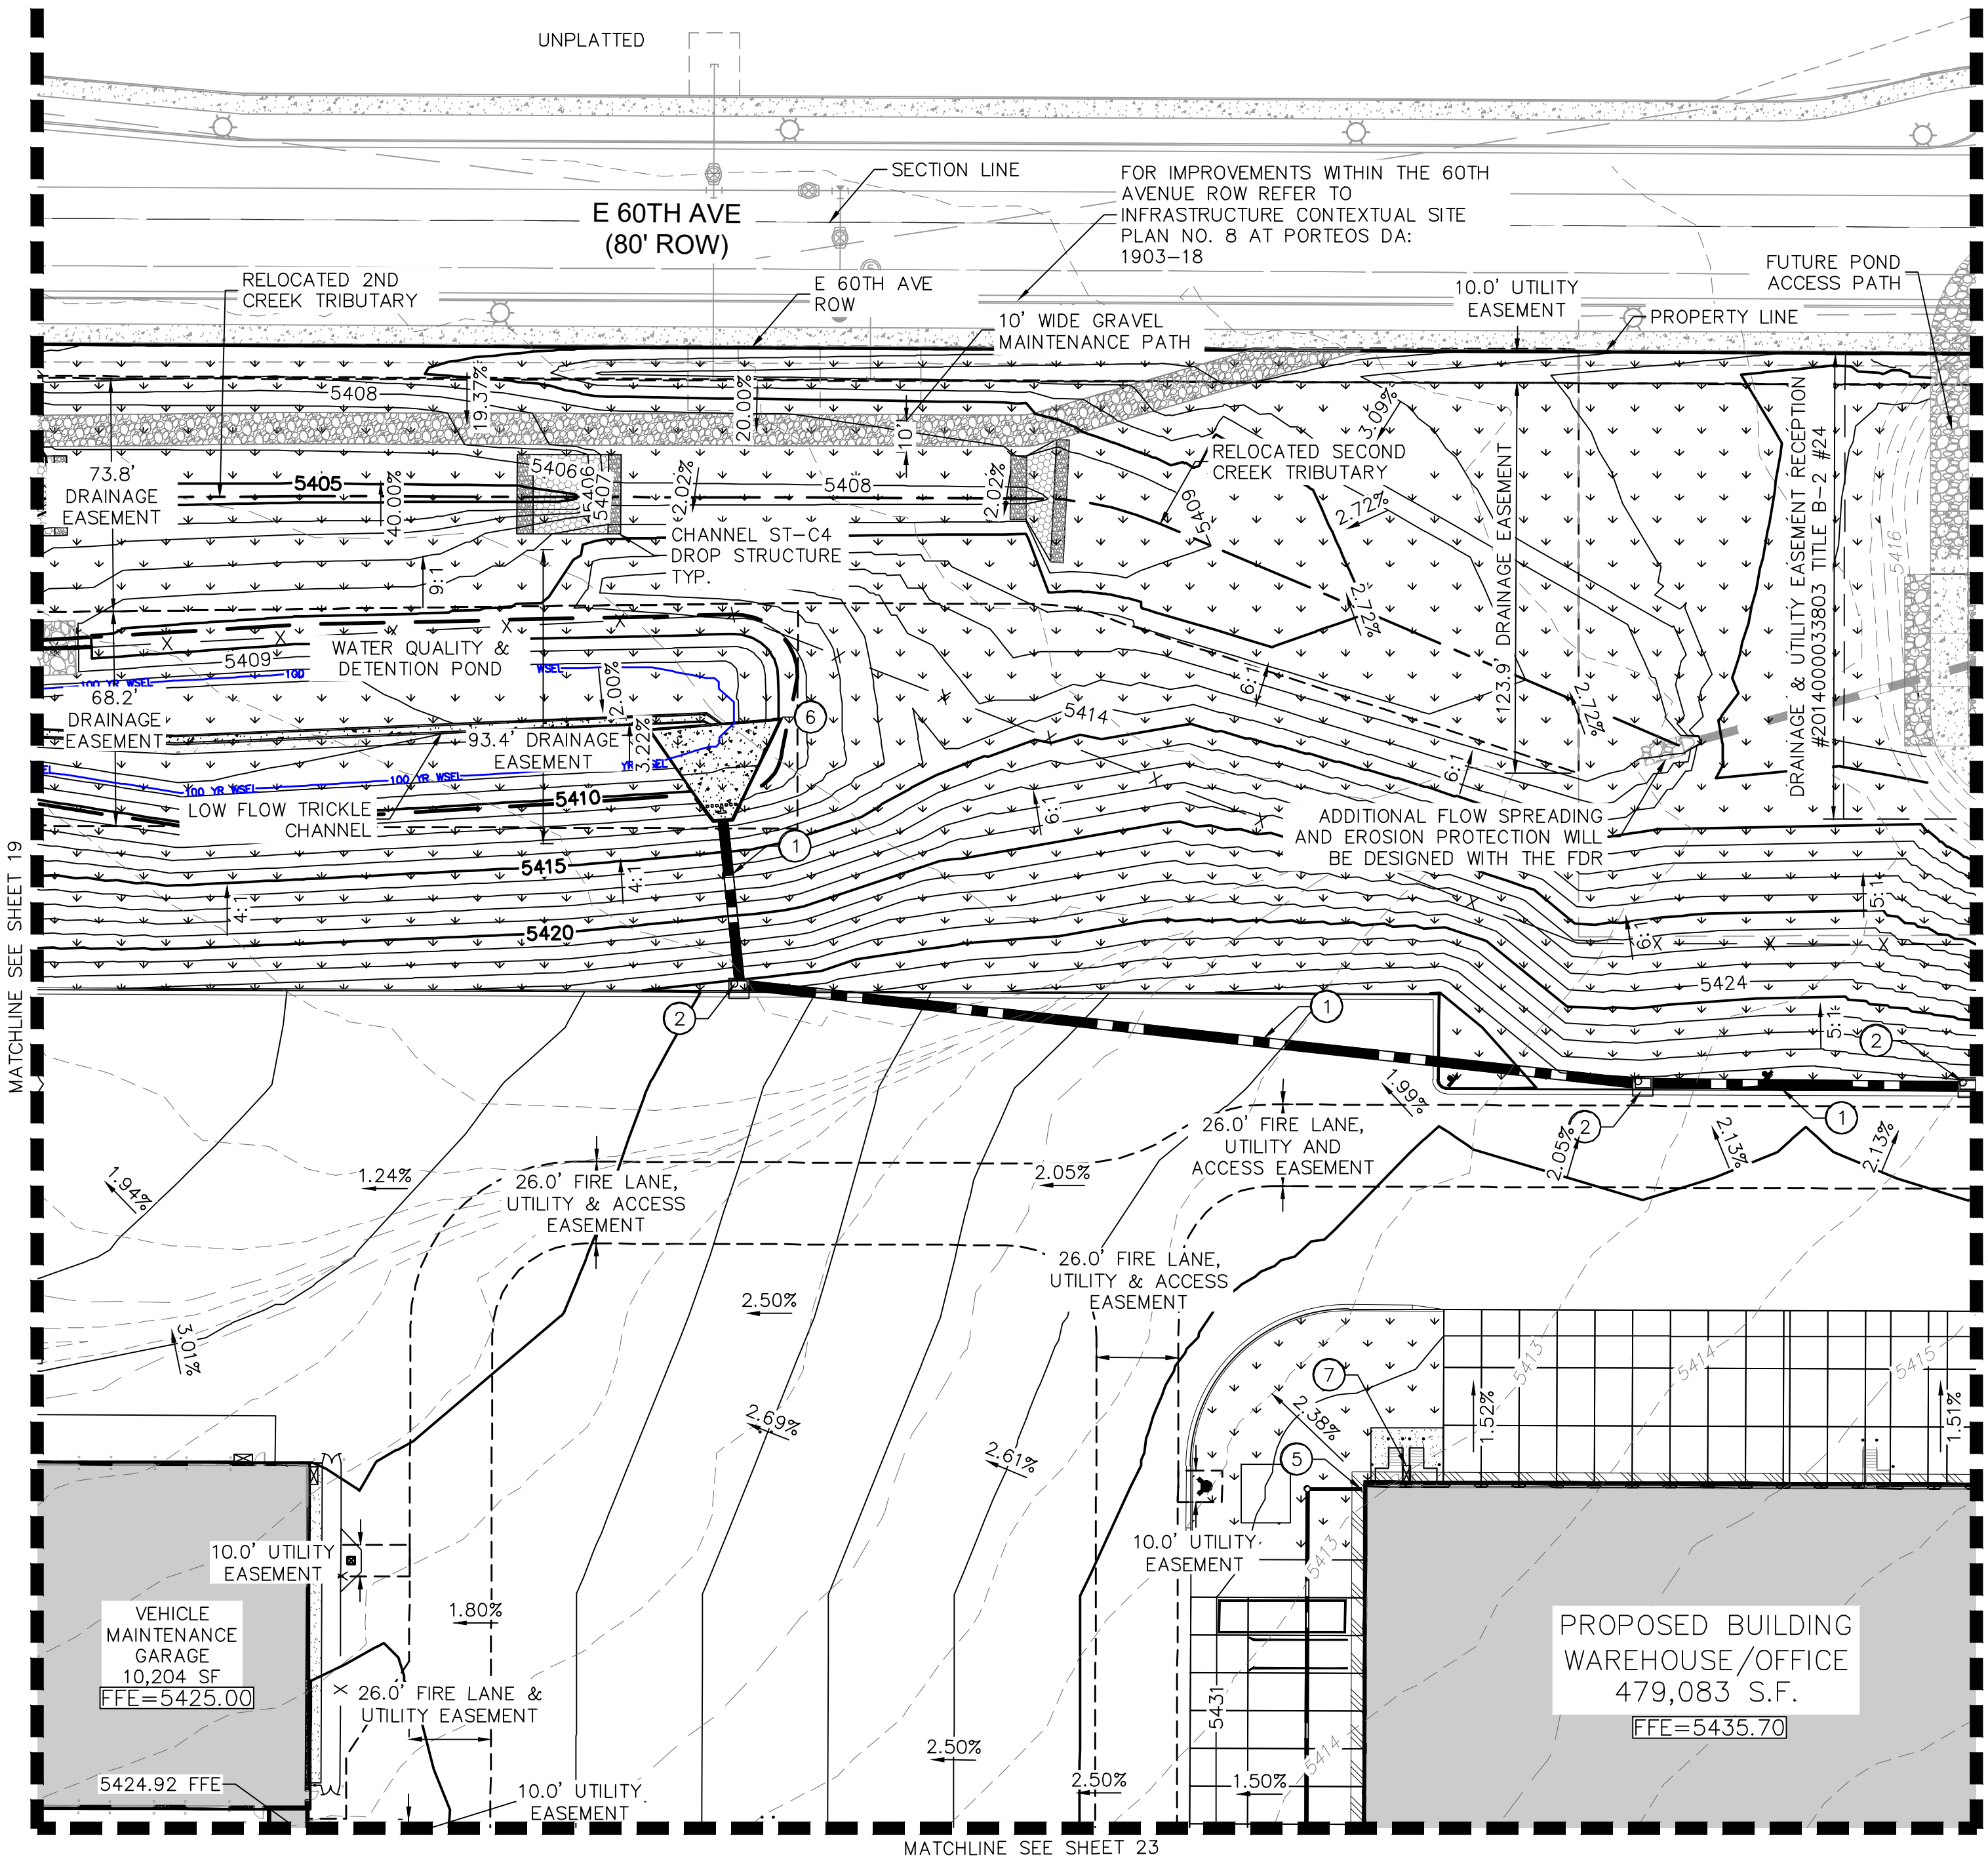 UNPLATTED
SECTION LINE
FOR IMPROVEMENTS WITHIN THE 60TH
AVENUE ROW REFER TO
INFRASTRUCTURE CONTEXTUAL SITE
PLAN NO. 8 AT PORTEOS DA:
1903-18
E 60TH AVE
(80' ROW)
RELOCATED 2ND
CREEK TRIBUTARY
E 60TH AVE
ROW
10' WIDE GRAVEL
MAINTENANCE PATH
10.0' UTILITY
EASEMENT
PROPERTY LINE
FUTURE POND
ACCESS PATH
5408
19.37%
20.00%
10'
3.09%
RELOCATED SECOND
CREEK TRIBUTARY
73.8'
DRAINAGE
EASEMENT
5405
40.00%
5406
5406
5407
2.02%
5408
2.02%
5409
2.72%
CHANNEL ST-C4
DROP STRUCTURE
TYP.
9:1
123.9' DRAINAGE EASEMENT
DRAINAGE & UTILITY EASEMENT RECEPTION
#2014000033803 TITLE B-2 #24
5416
2.72%
WATER QUALITY &
DETENTION POND
5409
100 YR WSEL
100
WSEL
2.00%
68.2'
DRAINAGE
EASEMENT
6:1
5414
2.72%
6
93.4' DRAINAGE
EASEMENT
3.22%
100 YR WSEL
100 YR WSEL
YR WSEL
LOW FLOW TRICKLE
CHANNEL
5410
6:1
6:1
ADDITIONAL FLOW SPREADING
AND EROSION PROTECTION WILL
BE DESIGNED WITH THE FDR
1
MATCHLINE SEE SHEET 19
5415
4:1
4:1
5:1
5420
6:1
5424
5:1
2
1
2
1.99%
2
1
26.0' FIRE LANE,
UTILITY AND
ACCESS EASEMENT
2.05%
2.13%
2.13%
1.94%
1.24%
26.0' FIRE LANE,
UTILITY & ACCESS
EASEMENT
2.05%
26.0' FIRE LANE,
UTILITY & ACCESS
EASEMENT
2.50%
3.01%
5413
5414
5415
7
2.38%
1.52%
1.51%
2.69%
2.61%
5
10.0' UTILITY
EASEMENT
10.0' UTILITY
EASEMENT
5413
1.80%
VEHICLE
MAINTENANCE
GARAGE
10,204 SF
FFE=5425.00
PROPOSED BUILDING
WAREHOUSE/OFFICE
479,083 S.F.
FFE=5435.70
26.0' FIRE LANE &
UTILITY EASEMENT
5431
5414
2.50%
2.50%
1.50%
5424.92 FFE
10.0' UTILITY
EASEMENT
MATCHLINE SEE SHEET 23